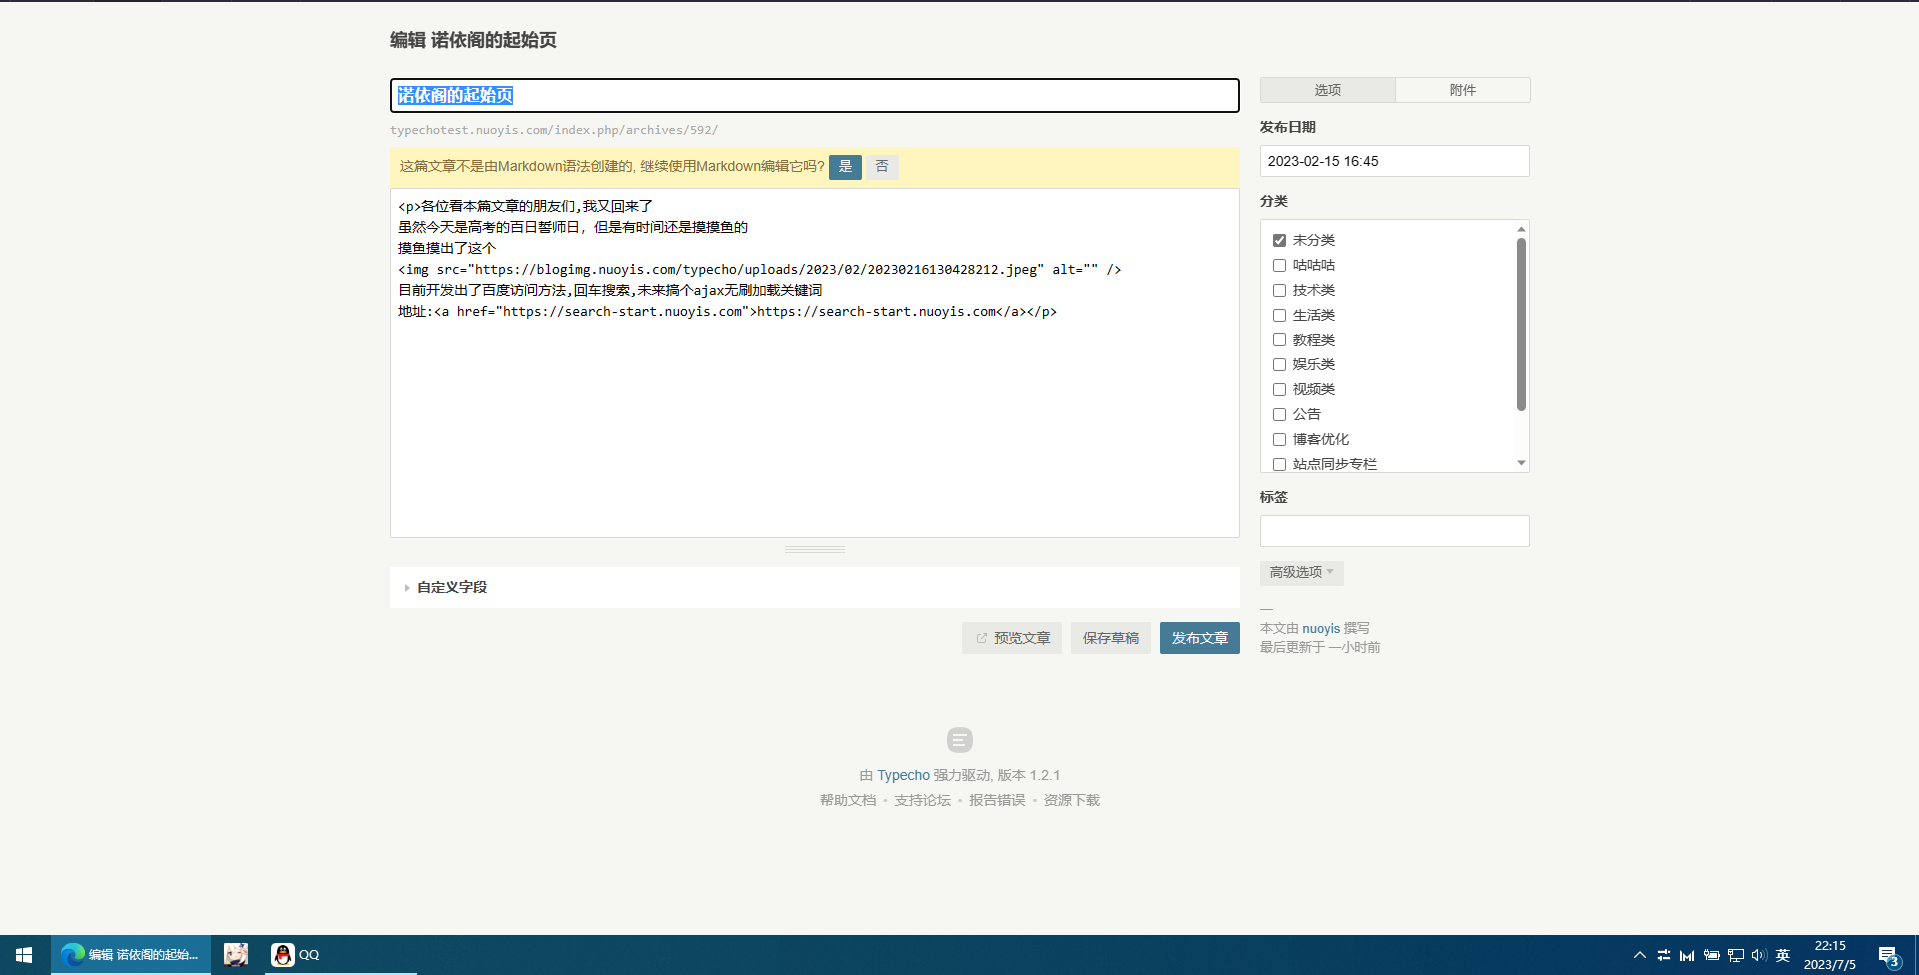 编辑 诺依阁的起始页
诺依阁的起始页
typechotest.nuoyis.com/index.php/archives/592/
这篇文章不是由Markdown语法创建的, 继续使用Markdown编辑它吗? 是 否
<p>各位看本篇文章的朋友们,我又回来了
虽然今天是高考的百日誓师日，但是有时间还是摸摸鱼的
摸鱼摸出了这个
<img src="https://blogimg.nuoyis.com/typecho/uploads/2023/02/20230216130428212.jpeg" alt="" />
目前开发出了百度访问方法,回车搜索,未来搞个ajax无刷加载关键词
地址:<a href="https://search-start.nuoyis.com">https://search-start.nuoyis.com</a></p>
自定义字段
预览文章 保存草稿 发布文章
选项 附件
发布日期
2023-02-15 16:45
分类
未分类
咕咕咕
技术类
生活类
教程类
娱乐类
视频类
公告
博客优化
站点同步专栏
标签
高级选项
—
本文由 nuoyis 撰写
最后更新于 一小时前
由 Typecho 强力驱动, 版本 1.2.1
帮助文档 • 支持论坛 • 报告错误 • 资源下载
编辑 诺依阁的起始... QQ 英 22:15
2023/7/5 3